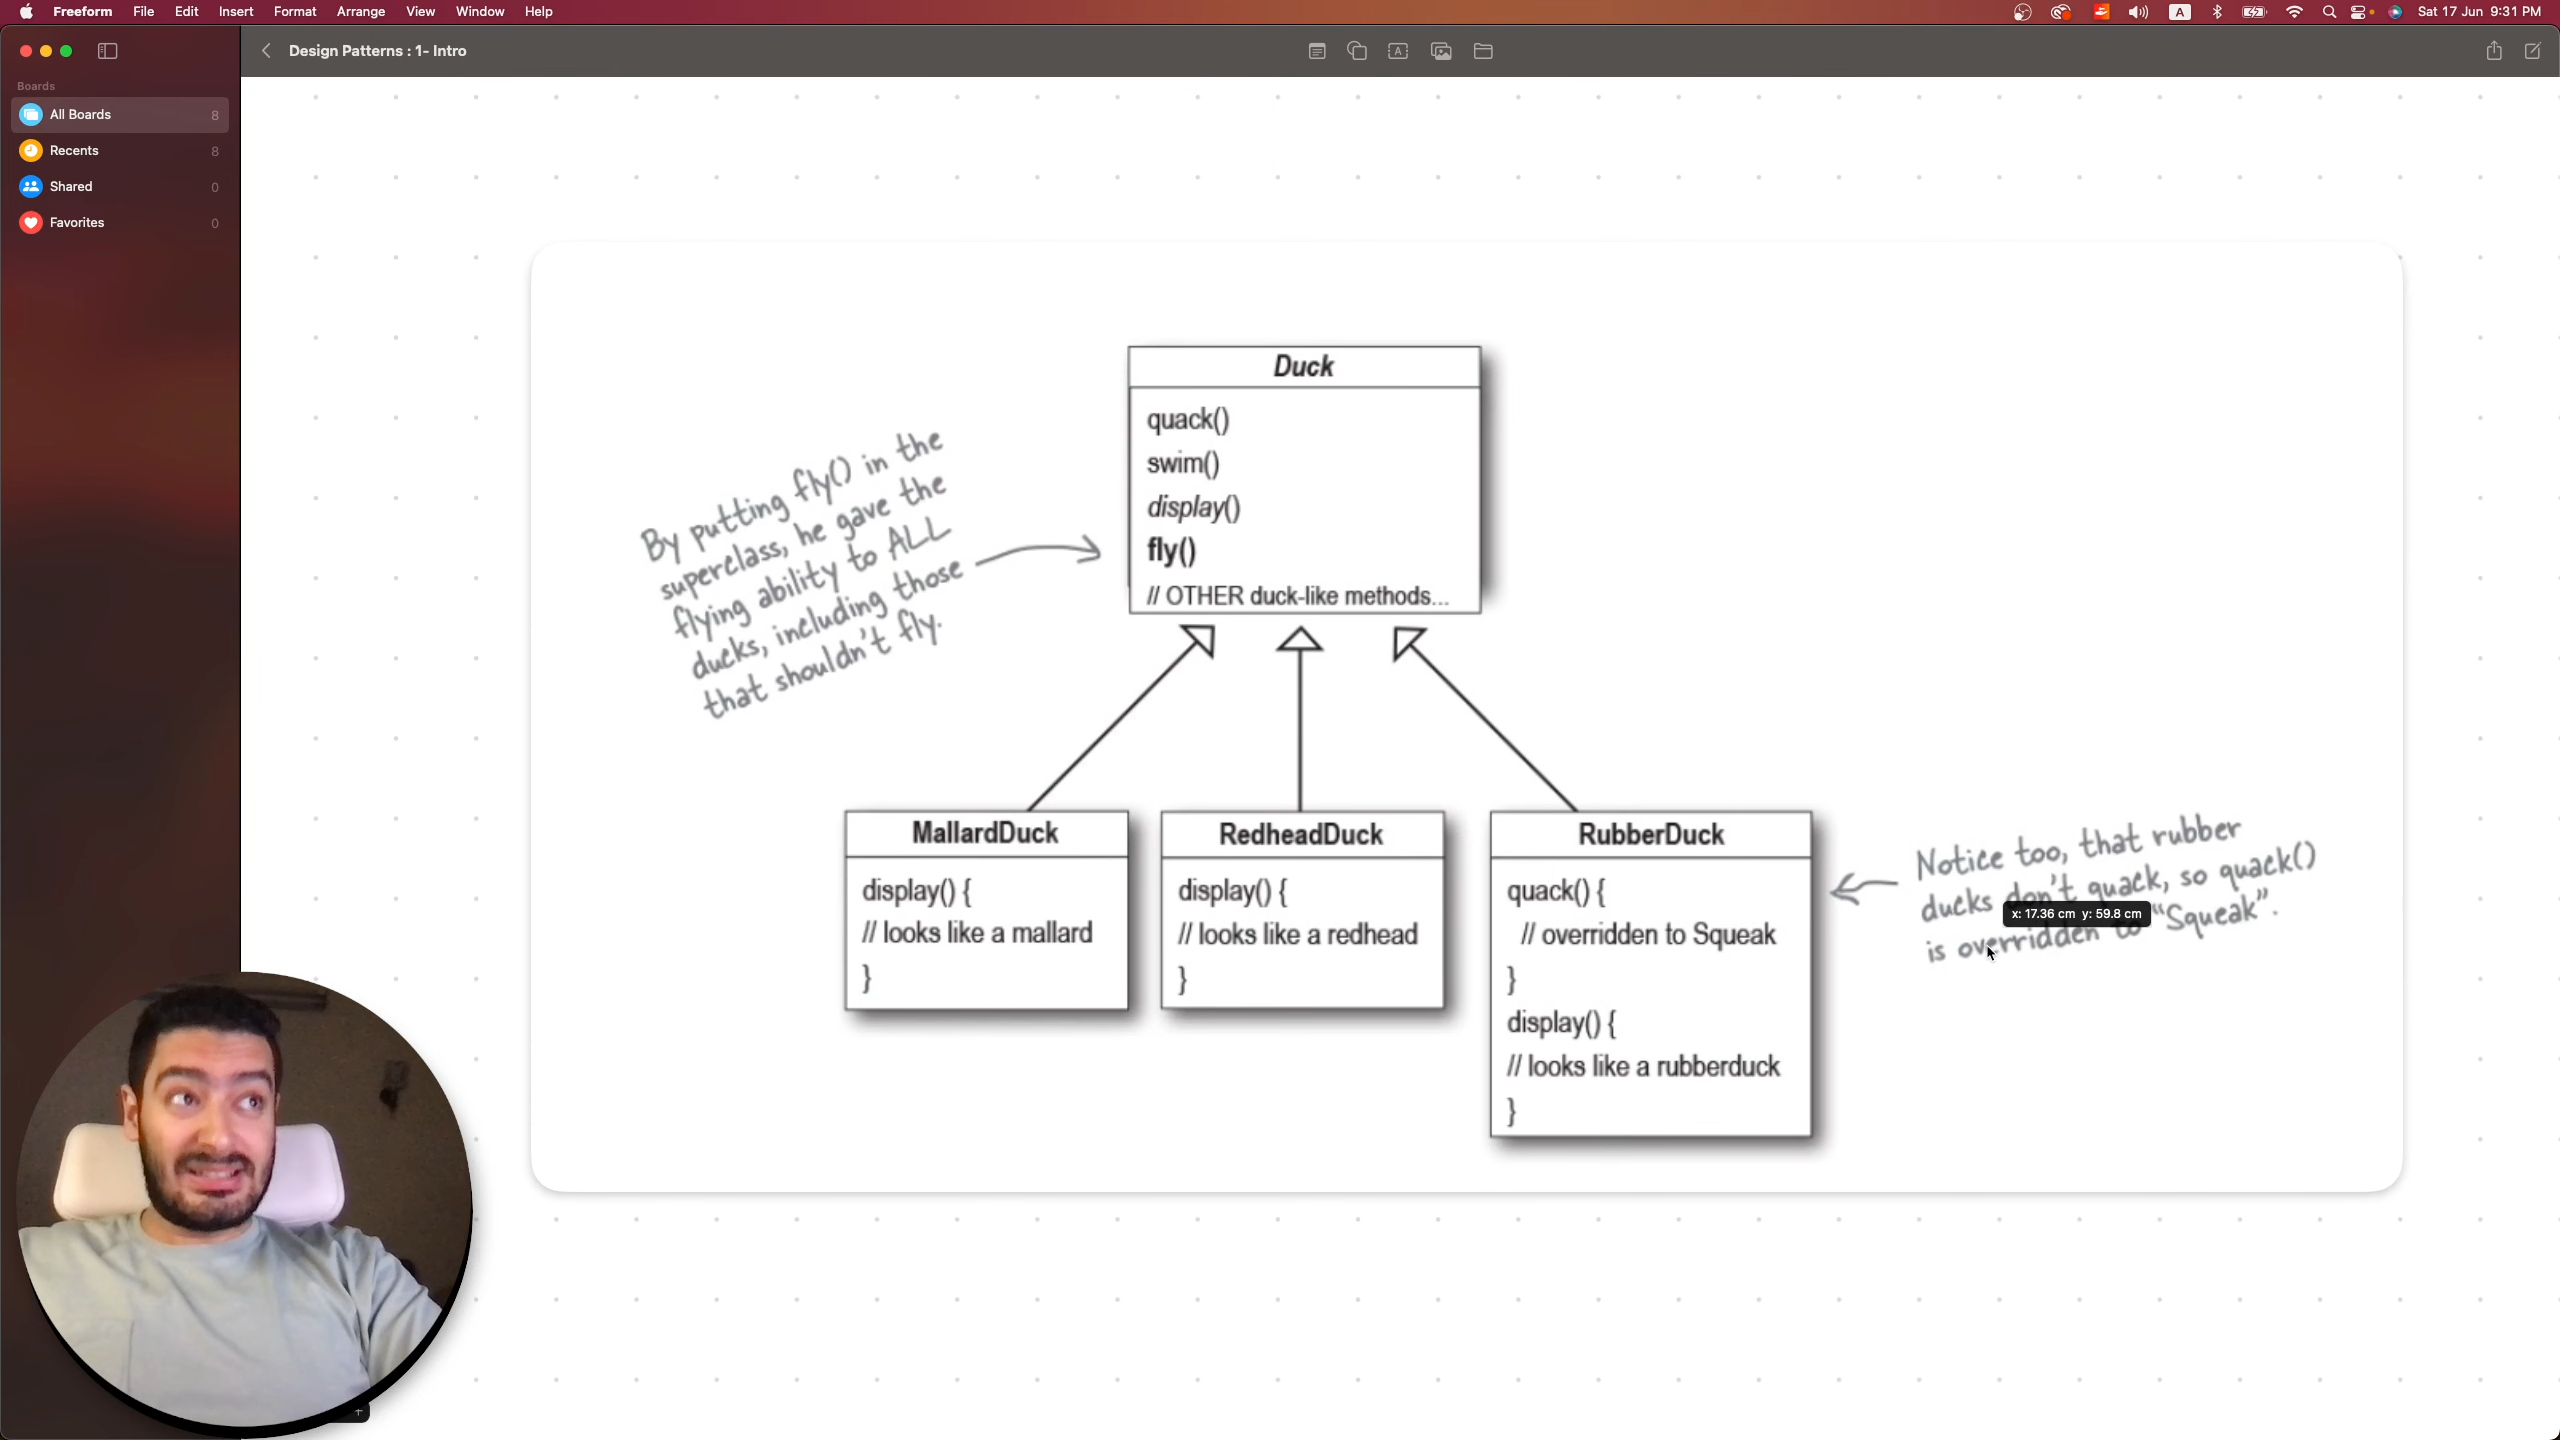 Freeform File Edit Insert Format Arrange View Window Help
A
Sat 17 Jun 9:31 PM
Design Patterns : 1- Intro
A
Boards
All Boards 8
Recents 8
Shared 0
Favorites 0
Duck
quack()
swim()
display()
fly()
// OTHER duck-like methods...
By putting fly() in the
superclass, he gave the
flying ability to ALL
ducks, including those
that shouldn't fly.
MallardDuck
display() {
// looks like a mallard
}
RedheadDuck
display() {
// looks like a redhead
}
RubberDuck
quack() {
// overridden to Squeak
}
display() {
// looks like a rubberduck
}
Notice too, that rubber
ducks don't quack, so quack()
is overridden to "Squeak".
x: 17.36 cm y: 59.8 cm
+